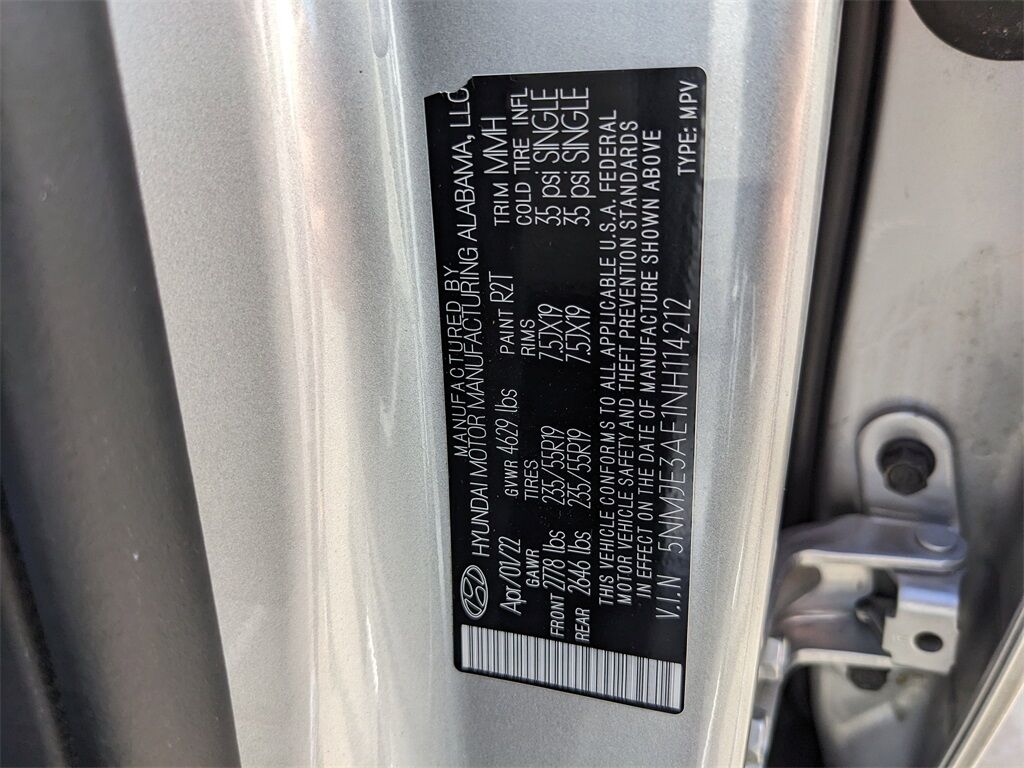 MANUFACTURED BY
HYUNDAI MOTOR MANUFACTURING ALABAMA, LLC
Apr/01/22 GVWR 4629 lbs PAINT R2T TRIM MMH
GAWR TIRES RIMS COLD TIRE INFL
FRONT 2778 lbs 235/55R19 7.5JX19 35 psi SINGLE
REAR 2646 lbs 235/55R19 7.5JX19 35 psi SINGLE
THIS VEHICLE CONFORMS TO ALL APPLICABLE U.S.A. FEDERAL
MOTOR VEHICLE SAFETY AND THEFT PREVENTION STANDARDS
IN EFFECT ON THE DATE OF MANUFACTURE SHOWN ABOVE
V.I.N 5NMJE3AE1NH114212 TYPE: MPV